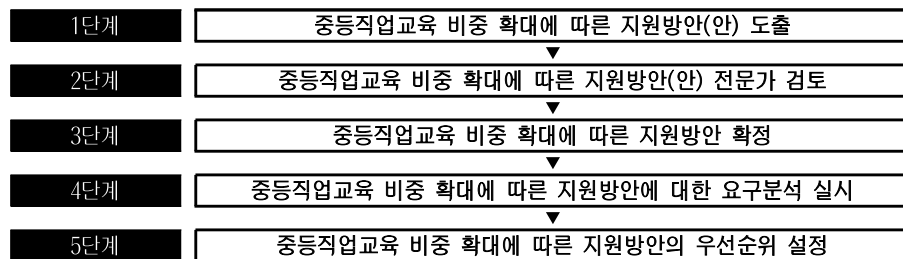 1단계 중등직업교육 비중 확대에 따른 지원방안(안) 도출
▼
2단계 중등직업교육 비중 확대에 따른 지원방안(안) 전문가 검토
▼
3단계 중등직업교육 비중 확대에 따른 지원방안 확정
▼
4단계 중등직업교육 비중 확대에 따른 지원방안에 대한 요구분석 실시
▼
5단계 중등직업교육 비중 확대에 따른 지원방안의 우선순위 설정